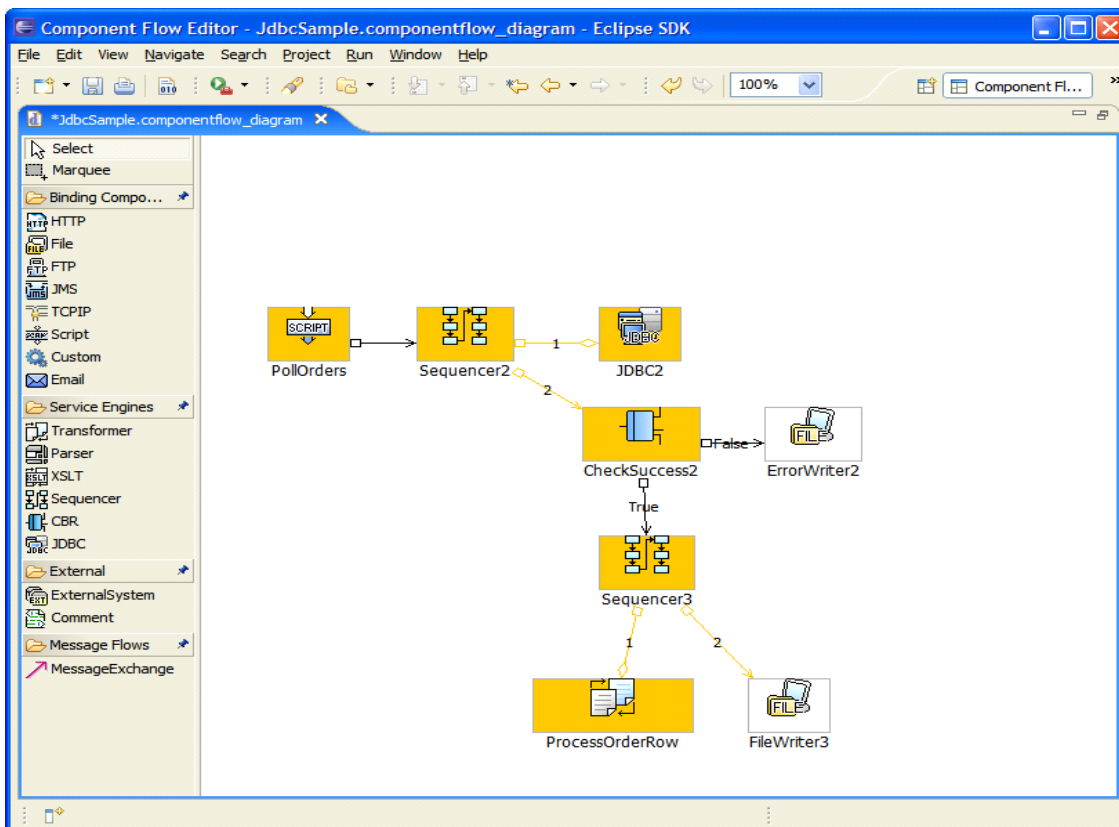 Component Flow Editor - JdbcSample.componentflow_diagram - Eclipse SDK
File Edit View Navigate Search Project Run Window Help
010
100%
Component Fl...
»
*JdbcSample.componentflow_diagram
Select
Marquee
Binding Compo...
HTTP
File
FTP
JMS
TCPIP
Script
Custom
Email
Service Engines
Transformer
Parser
XSLT
Sequencer
CBR
JDBC
External
ExternalSystem
Comment
Message Flows
MessageExchange
SCRIPT
PollOrders
Sequencer2
1
JDBC
JDBC2
2
CheckSuccess2
False
FILE
ErrorWriter2
True
Sequencer3
1
2
ProcessOrderRow
FILE
FileWriter3